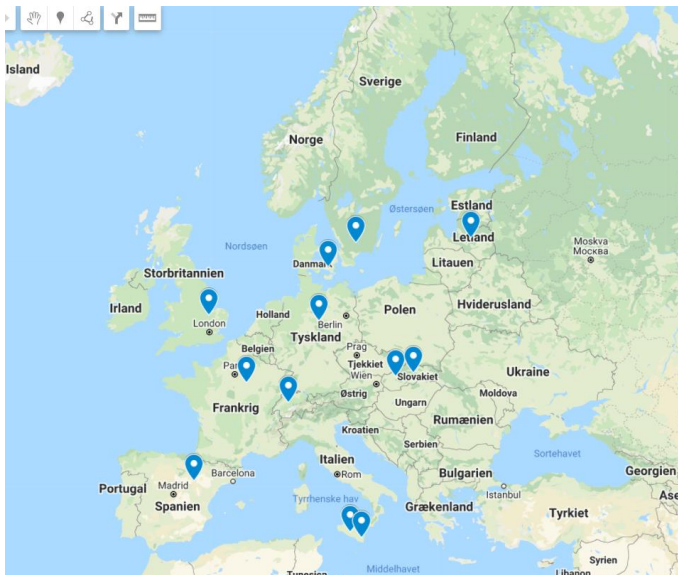 Island
Sverige
Norge
Finland
Estland
Østersøen
Letland
Moskva
Москва
Nordsøen
Danmark
Litauen
Storbritannien
Irland
Holland
Polen
Hviderusland
London
Berlin
Tyskland
Belgien
Prag
Tjekkiet
Slovakiet
Wien
Ukraine
Østrig
Ungarn
Moldova
Frankrig
Rumænien
Kroatien
Serbien
Sortehavet
Italien
Rom
Bulgarien
Georgien
Barcelona
Portugal
Madrid
Spanien
Istanbul
Tyrrhenske hav
Grækenland
Tyrkiet
Middelhavet
Syrien